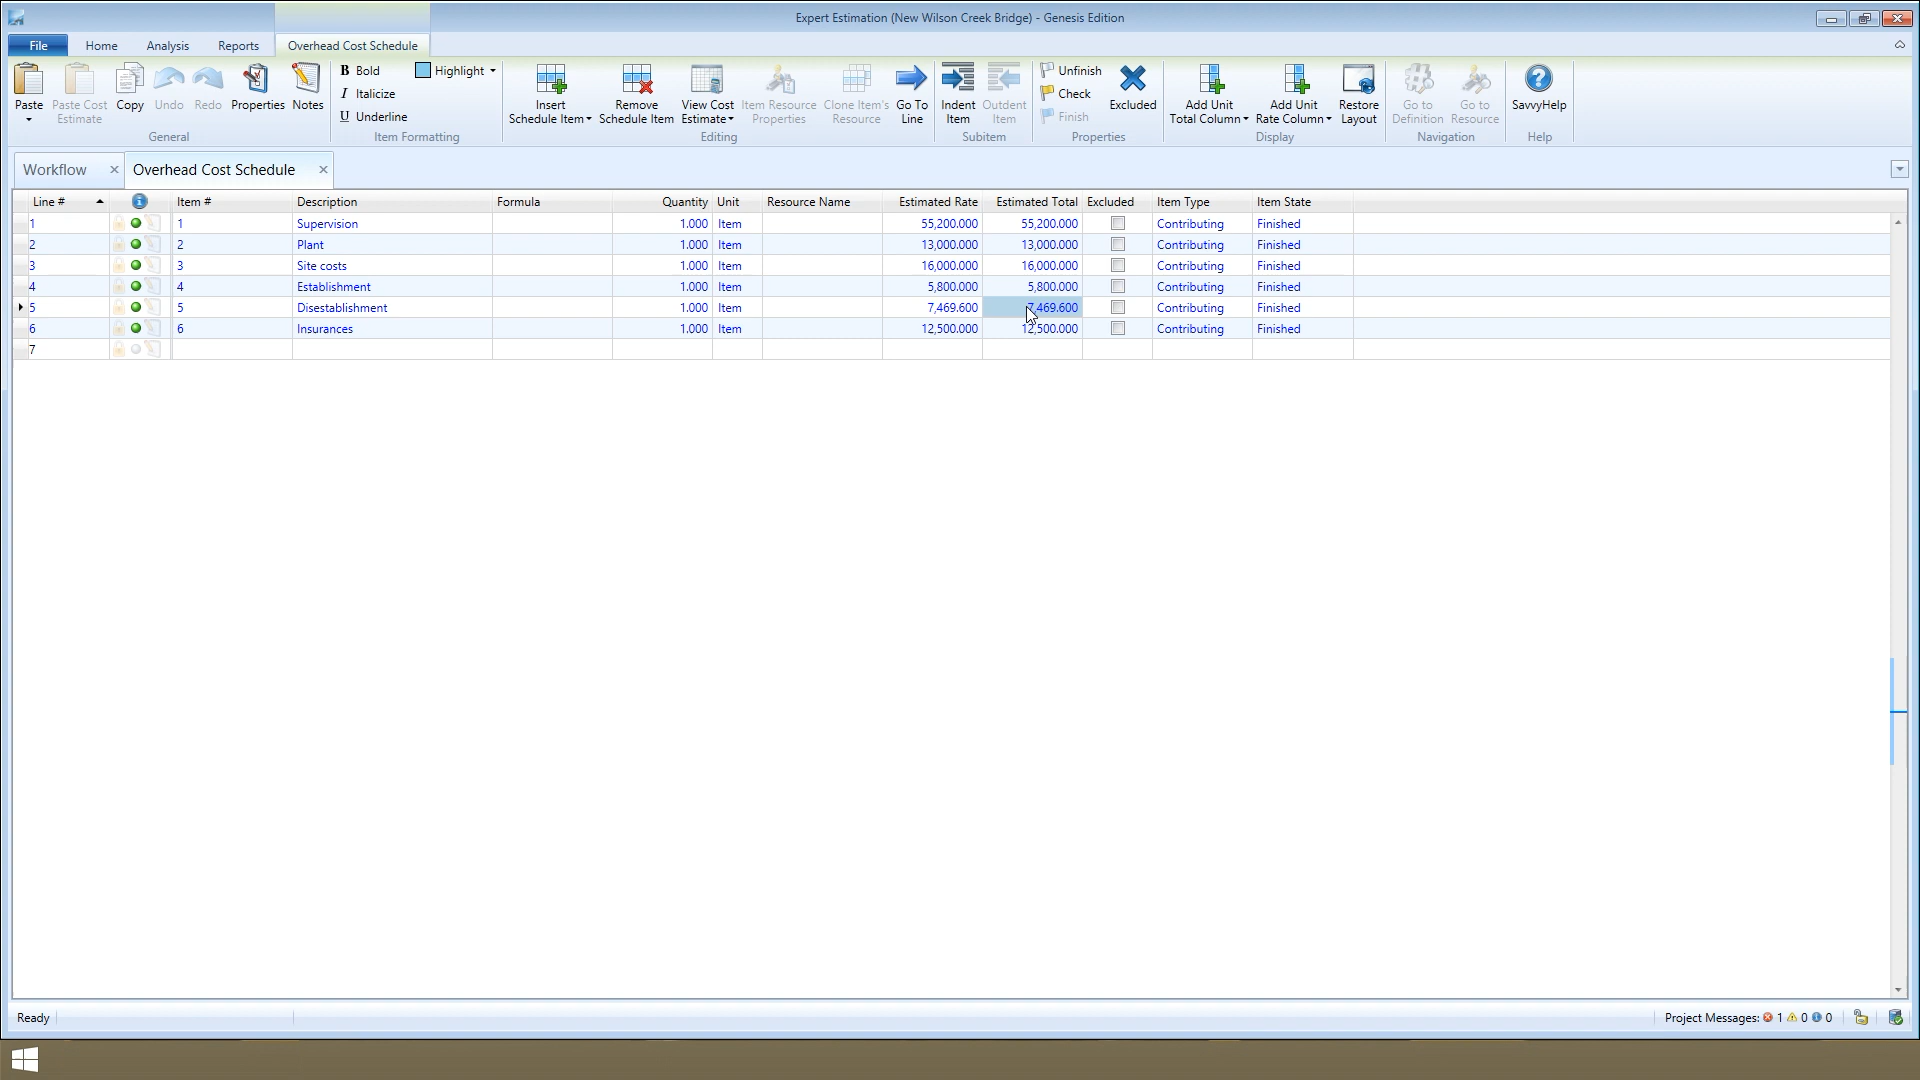 Expert Estimation (New Wilson Creek Bridge) - Genesis Edition
File Home Analysis Reports Overhead Cost Schedule
Paste
Paste Cost Estimate
Copy
Undo
Redo
Properties
Notes
General
B Bold
I Italicize
U Underline
Highlight
Item Formatting
Insert Schedule Item
Remove Schedule Item
View Cost Estimate
Item Resource Properties
Clone Item's Resource
Go To Line
Editing
Indent Item
Outdent Item
Subitem
Unfinish
Check
Finish
Excluded
Properties
Add Unit Total Column
Add Unit Rate Column
Restore Layout
Display
Go to Definition
Go to Resource
Navigation
SavvyHelp
Help
Workflow Overhead Cost Schedule
Line # Item # Description Formula Quantity Unit Resource Name Estimated Rate Estimated Total Excluded Item Type Item State
1 1 Supervision 1.000 Item 55,200.000 55,200.000 Contributing Finished
2 2 Plant 1.000 Item 13,000.000 13,000.000 Contributing Finished
3 3 Site costs 1.000 Item 16,000.000 16,000.000 Contributing Finished
4 4 Establishment 1.000 Item 5,800.000 5,800.000 Contributing Finished
5 5 Disestablishment 1.000 Item 7,469.600 7,469.600 Contributing Finished
6 6 Insurances 1.000 Item 12,500.000 12,500.000 Contributing Finished
7
Ready Project Messages: 1 0 0